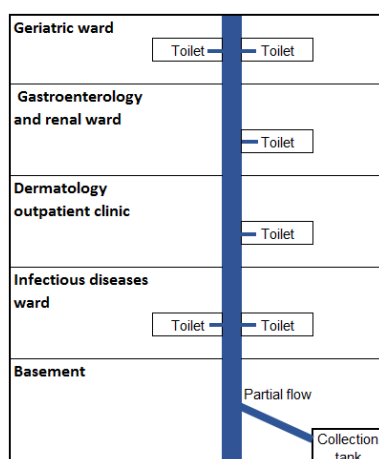 Geriatric ward
Toilet Toilet
Gastroenterology
and renal ward
Toilet
Dermatology
outpatient clinic
Toilet
Infectious diseases
ward
Toilet Toilet
Basement
Partial flow
Collection
tank